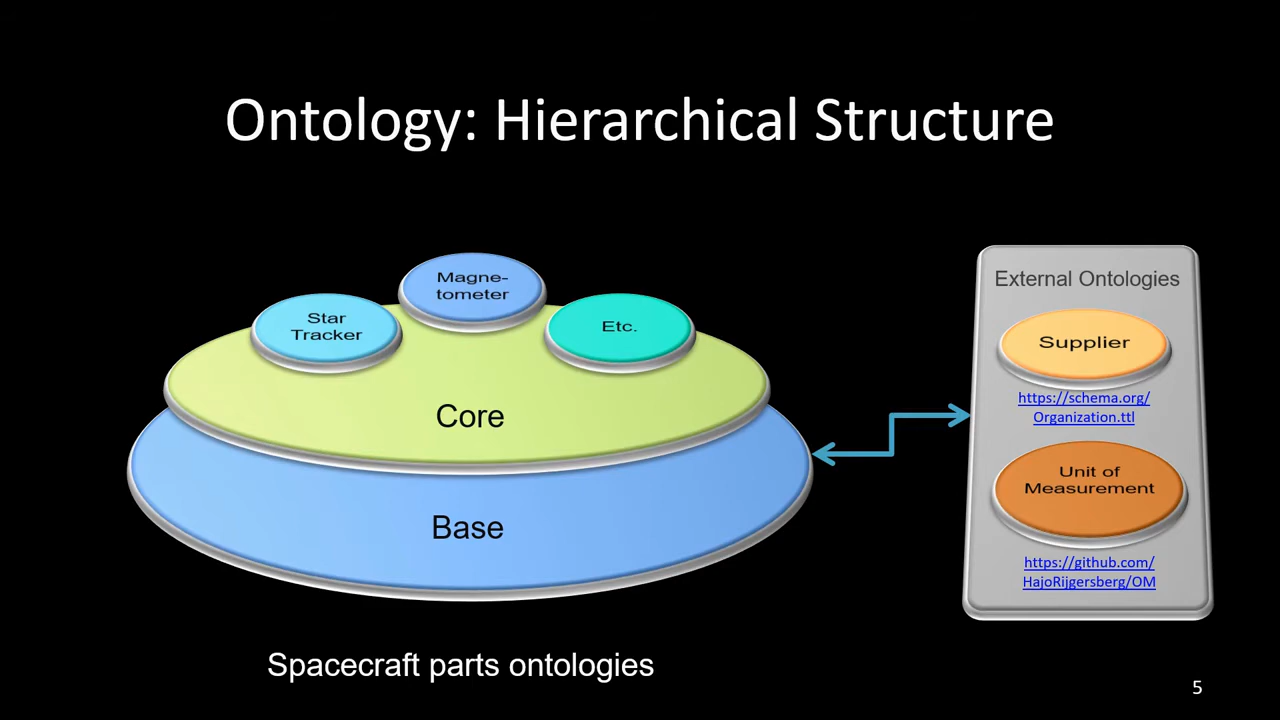 Ontology: Hierarchical Structure
Magne-
tometer
Star
Tracker
Etc.
Core
Base
Spacecraft parts ontologies
External Ontologies
Supplier
https://schema.org/
Organization.ttl
Unit of
Measurement
https://github.com/
HajoRijgersberg/OM
5